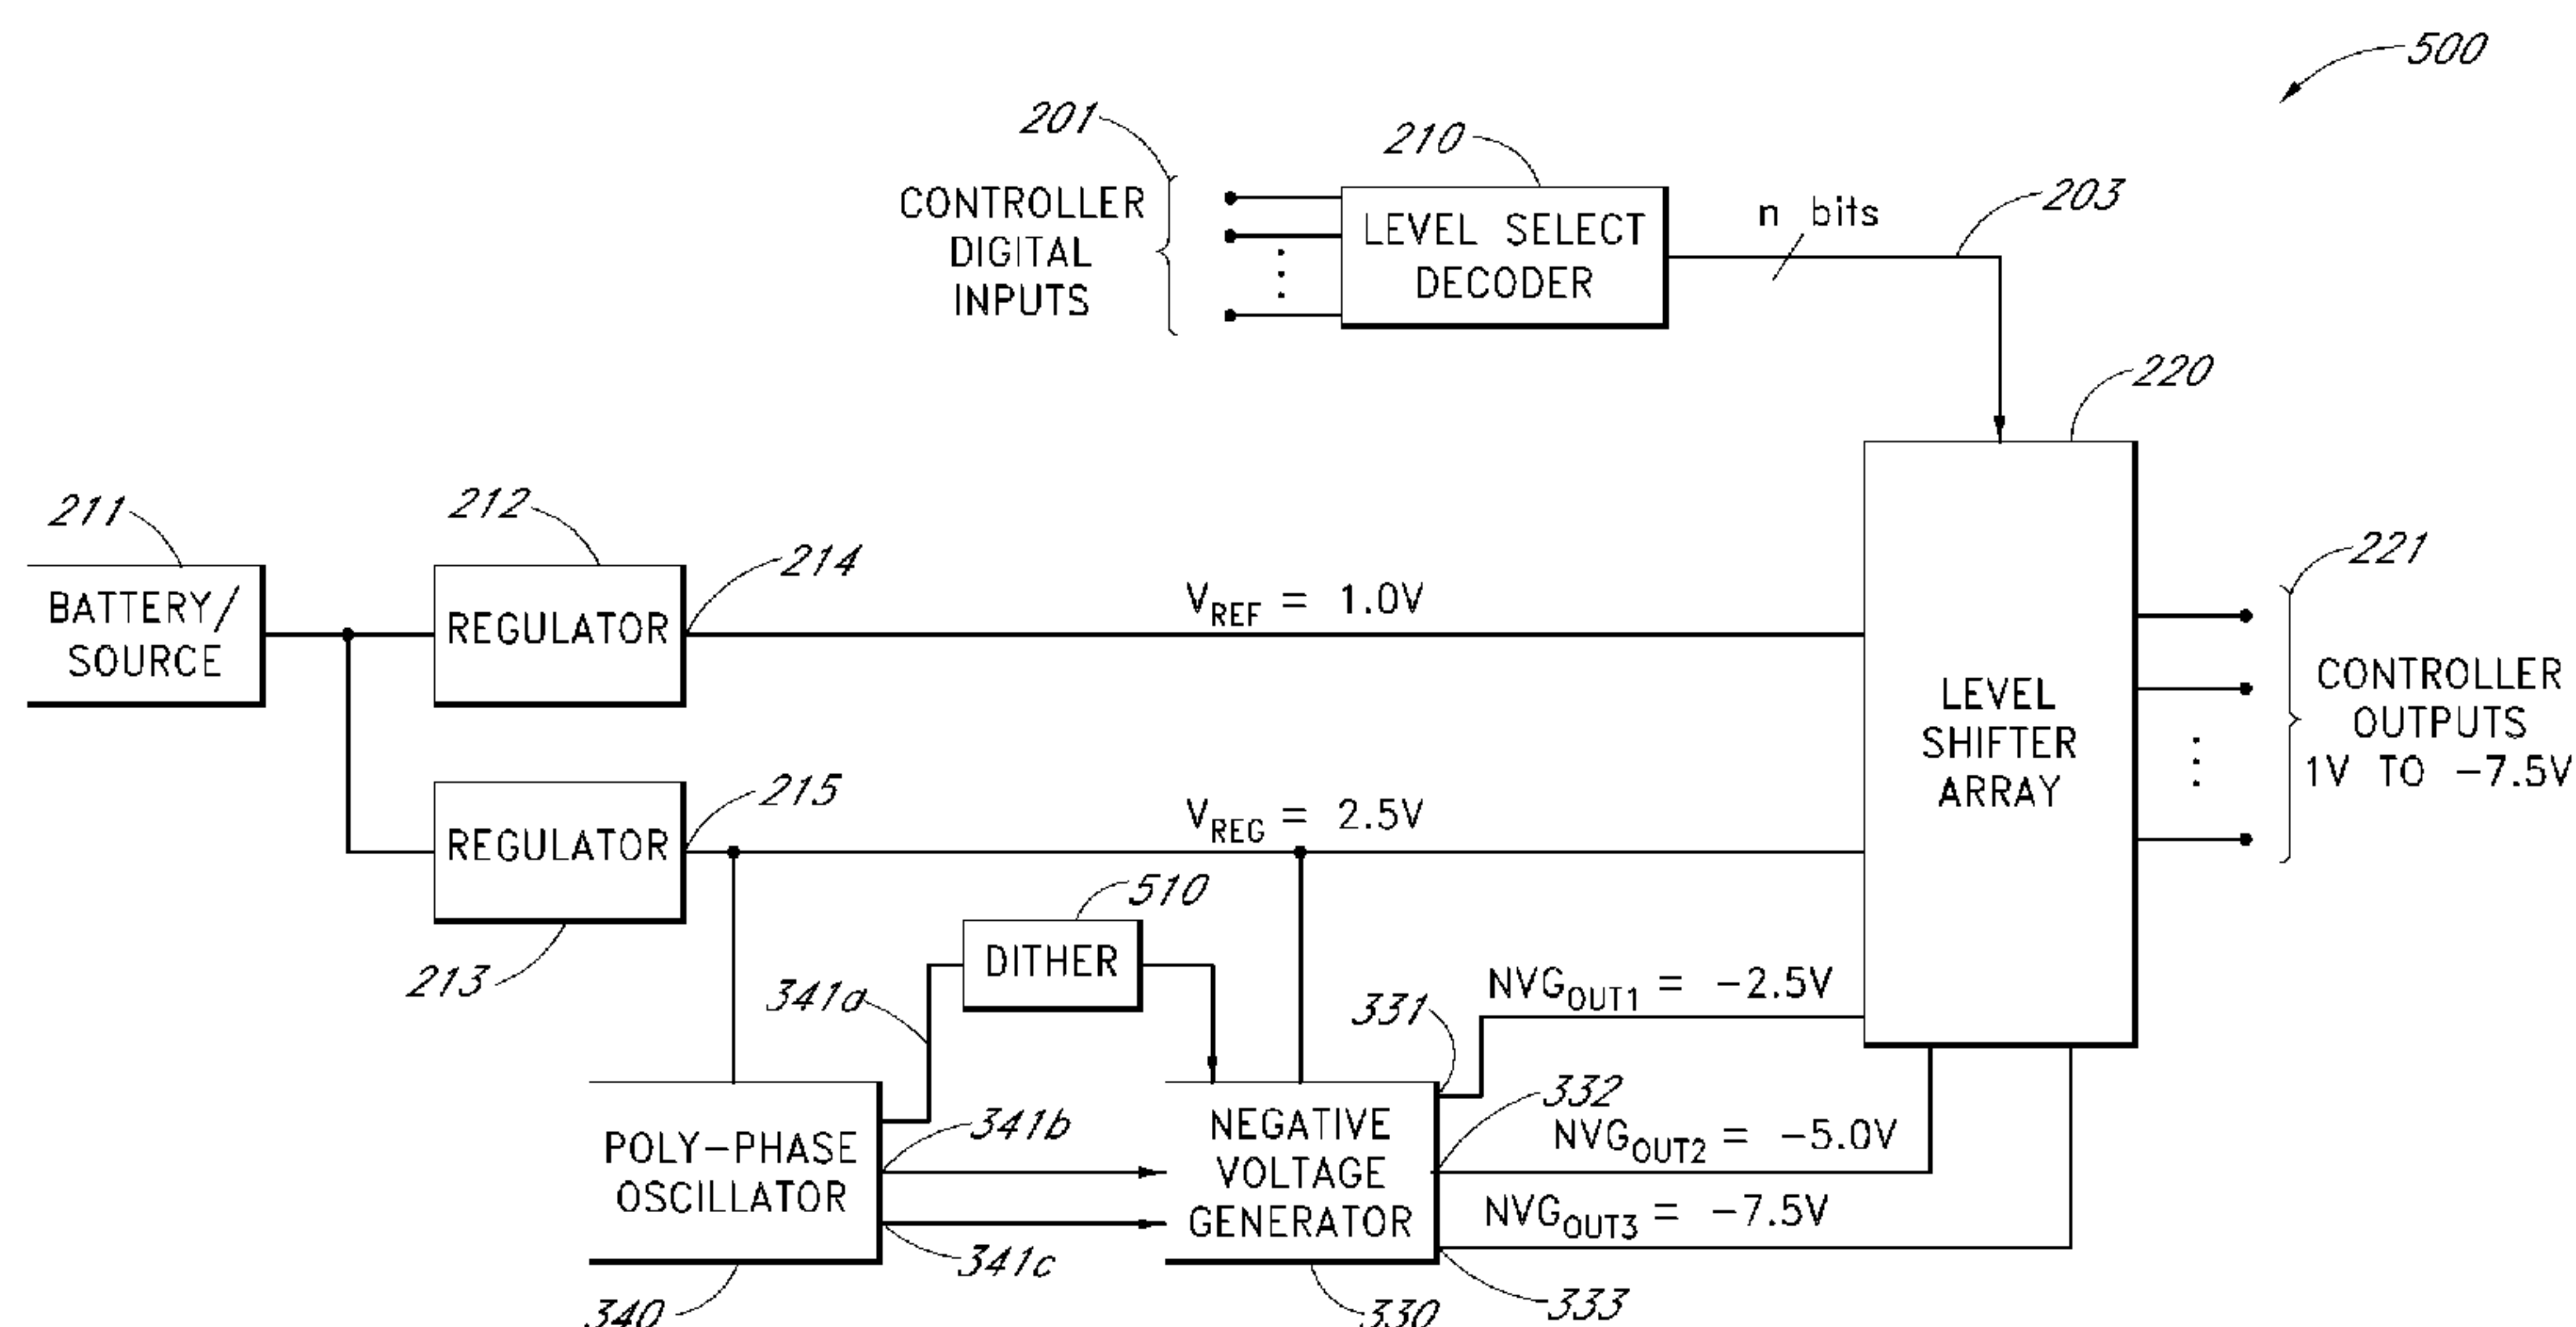 500
201
210
CONTROLLER
DIGITAL
INPUTS
LEVEL SELECT
DECODER
n bits
203
220
211
212
214
221
BATTERY/
SOURCE
REGULATOR
V_REF = 1.0V
LEVEL
SHIFTER
ARRAY
CONTROLLER
OUTPUTS
1V TO -7.5V
215
REGULATOR
V_REG = 2.5V
213
510
DITHER
341a
331
NVG_OUT1 = -2.5V
332
NVG_OUT2 = -5.0V
POLY-PHASE
OSCILLATOR
341b
NEGATIVE
VOLTAGE
GENERATOR
NVG_OUT3 = -7.5V
341c
340
330
333